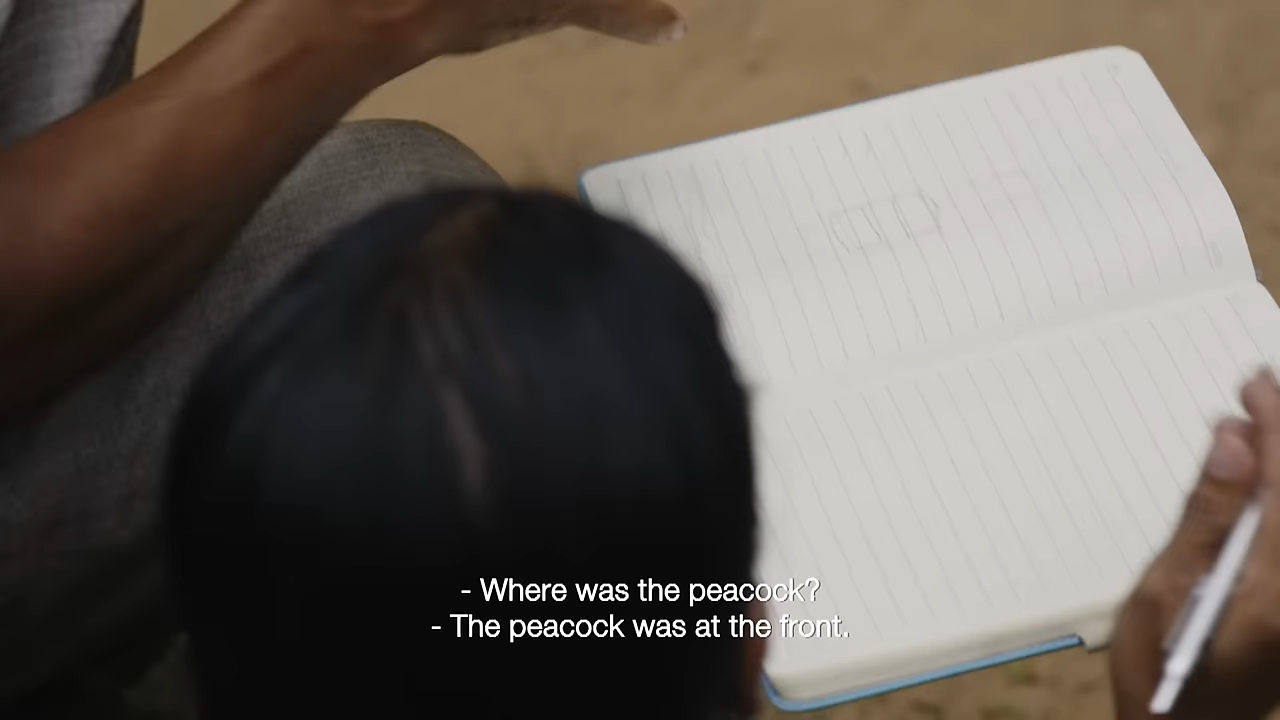 - Where was the peacock?
- The peacock was at the front.